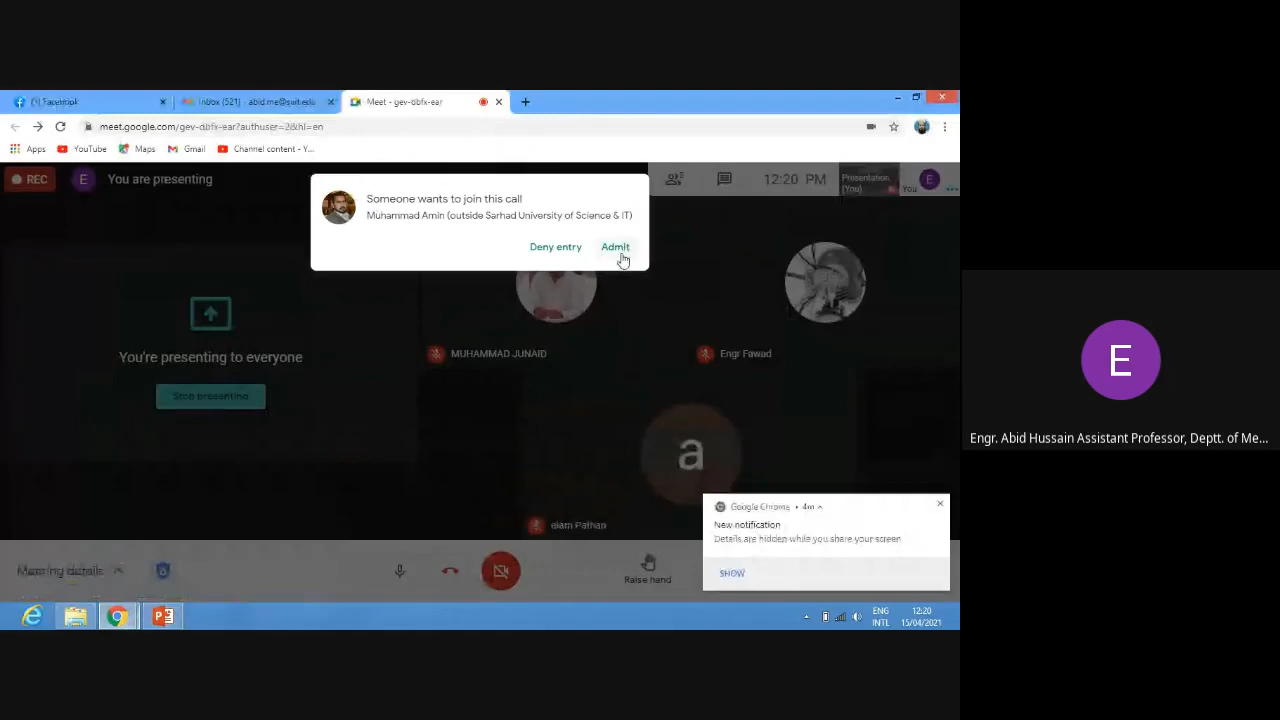 Facebook
Inbox (521) - abid.me@suit.edu
Meet - gev-dbfx-ear
meet.google.com/gev-dbfx-ear?authuser=2&hl=en
Apps
YouTube
Maps
Gmail
Channel content - Y...
REC
E
You are presenting
12:20 PM
Presentation
(You)
You
E
Someone wants to join this call
Muhammad Amin (outside Sarhad University of Science & IT)
Deny entry
Admit
You're presenting to everyone
Stop presenting
MUHAMMAD JUNAID
Engr Fawad
a
alam Pathan
E
Engr. Abid Hussain Assistant Professor, Deptt. of Me...
Google Chrome • 4m
New notification
Details are hidden while you share your screen
SHOW
Meeting details
Raise hand
ENG
INTL
12:20
15/04/2021